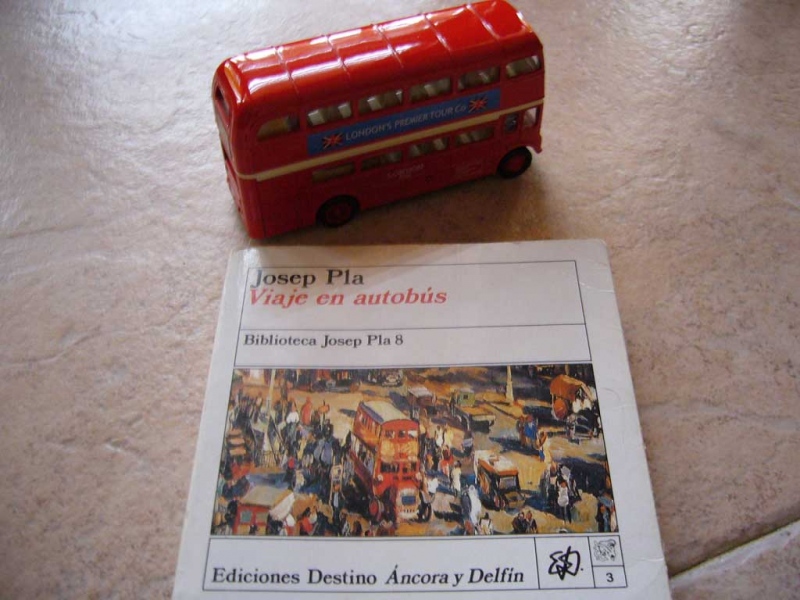 LONDON'S PREMIER TOUR Co
Josep Pla
Viaje en autobús
Biblioteca Josep Pla 8
Ediciones Destino Áncora y Delfín
3